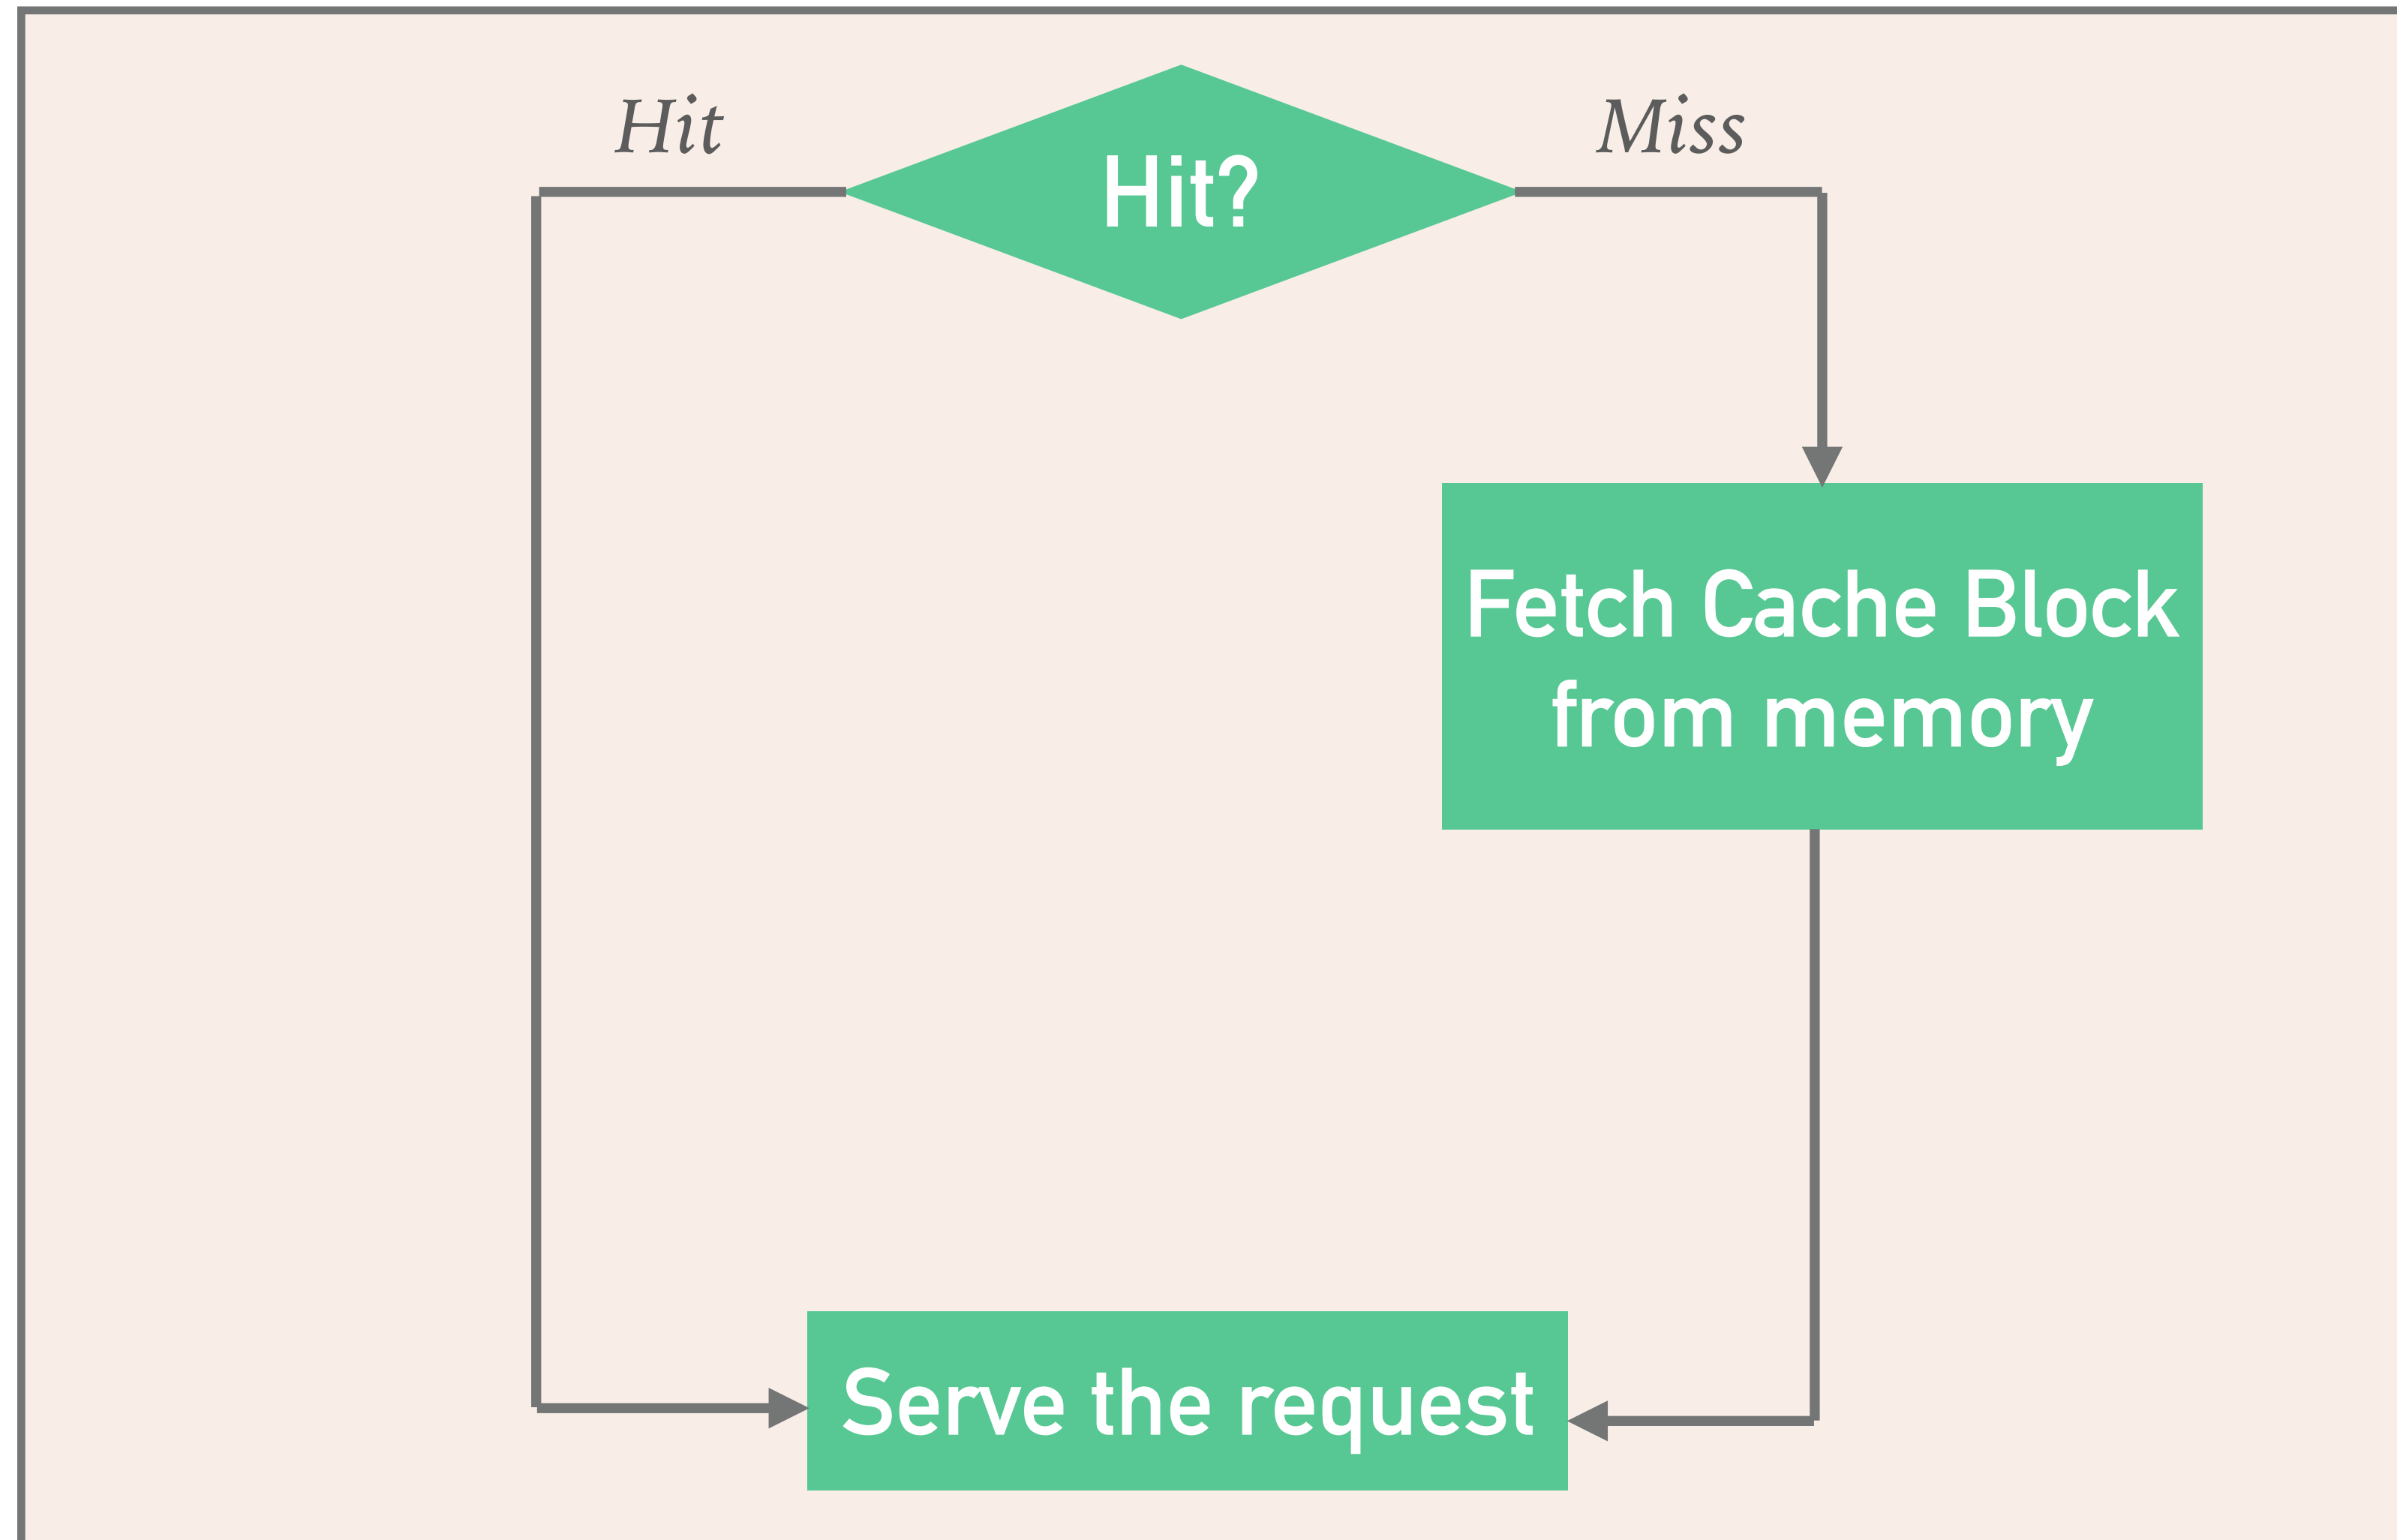 Hit
Hit?
Miss
Fetch Cache Block
from memory
Serve the request